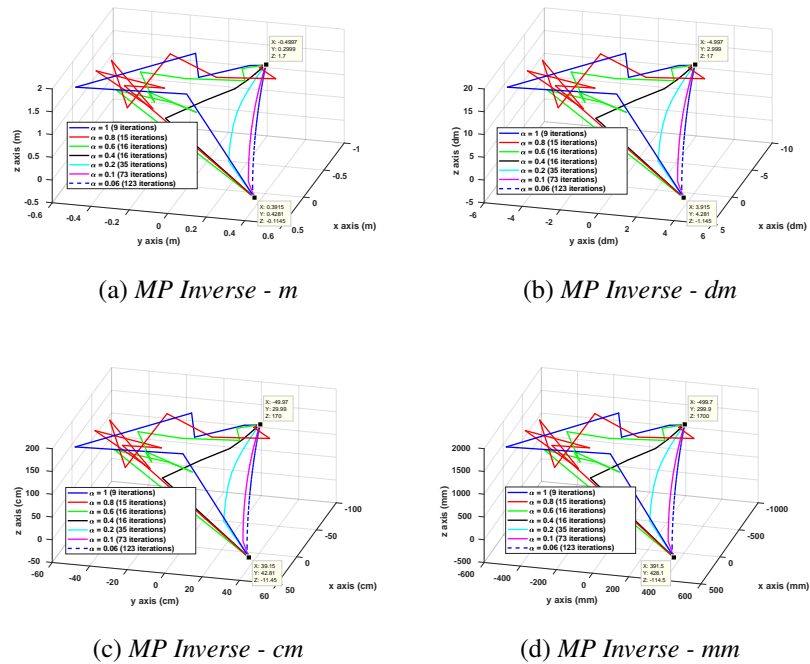 X: -0.4997
Y: 0.2999
Z: 1.7
2
1.5
1
0.5
0
-0.5
z axis (m)
α = 1 (9 iterations)
α = 0.8 (15 iterations)
α = 0.6 (16 iterations)
α = 0.4 (16 iterations)
α = 0.2 (35 iterations)
α = 0.1 (73 iterations)
α = 0.06 (123 iterations)
-1
-0.5
0
0.5
x axis (m)
X: 0.3915
Y: 0.4281
Z: -0.1145
-0.6
-0.4
-0.2
0
0.2
0.4
0.6
y axis (m)
(a) MP Inverse - m
X: -4.997
Y: 2.999
Z: 17
20
15
10
5
0
-5
z axis (dm)
α = 1 (9 iterations)
α = 0.8 (15 iterations)
α = 0.6 (16 iterations)
α = 0.4 (16 iterations)
α = 0.2 (35 iterations)
α = 0.1 (73 iterations)
α = 0.06 (123 iterations)
-10
-5
0
5
x axis (dm)
X: 3.915
Y: 4.281
Z: -1.145
-6
-4
-2
0
2
4
6
y axis (dm)
(b) MP Inverse - dm
X: -49.97
Y: 29.99
Z: 170
200
150
100
50
0
-50
z axis (cm)
α = 1 (9 iterations)
α = 0.8 (15 iterations)
α = 0.6 (16 iterations)
α = 0.4 (16 iterations)
α = 0.2 (35 iterations)
α = 0.1 (73 iterations)
α = 0.06 (123 iterations)
-100
-50
0
50
x axis (cm)
X: 39.15
Y: 42.81
Z: -11.45
-60
-40
-20
0
20
40
60
y axis (cm)
(c) MP Inverse - cm
X: -499.7
Y: 299.9
Z: 1700
2000
1500
1000
500
0
-500
z axis (mm)
α = 1 (9 iterations)
α = 0.8 (15 iterations)
α = 0.6 (16 iterations)
α = 0.4 (16 iterations)
α = 0.2 (35 iterations)
α = 0.1 (73 iterations)
α = 0.06 (123 iterations)
-1000
-500
0
500
x axis (mm)
X: 391.5
Y: 428.1
Z: -114.5
-600
-400
-200
0
200
400
600
y axis (mm)
(d) MP Inverse - mm